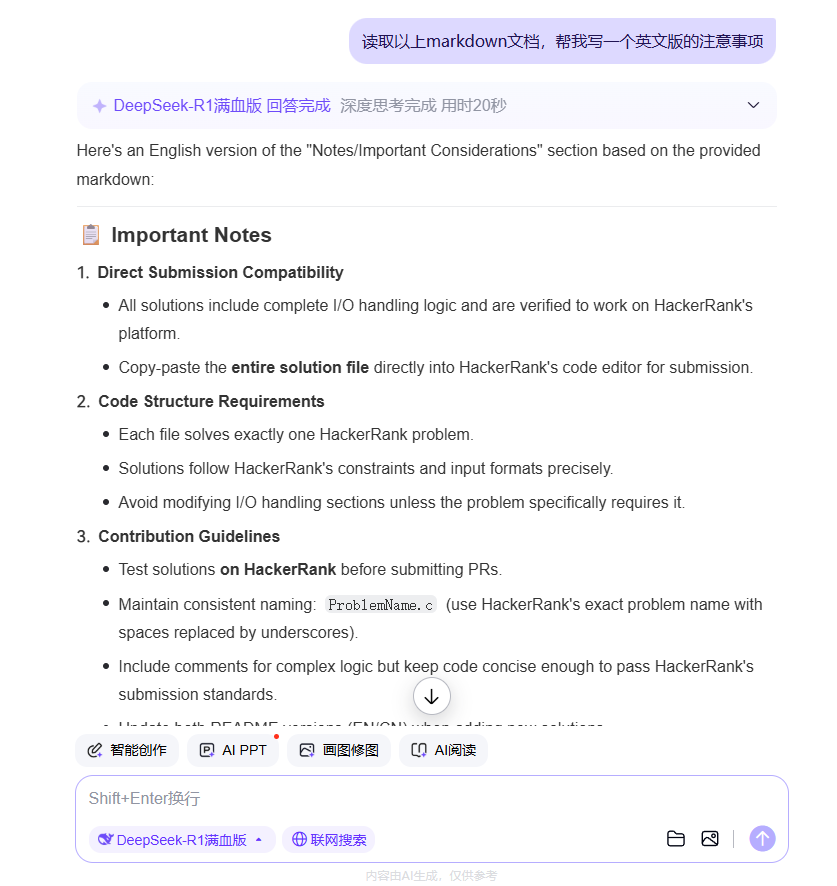 读取以上markdown文档，帮我写一个英文版的注意事项
DeepSeek-R1满血版 回答完成 深度思考完成 用时20秒
Here's an English version of the "Notes/Important Considerations" section based on the provided
markdown:
Important Notes
1. Direct Submission Compatibility
• All solutions include complete I/O handling logic and are verified to work on HackerRank's
platform.
• Copy-paste the entire solution file directly into HackerRank's code editor for submission.
2. Code Structure Requirements
• Each file solves exactly one HackerRank problem.
• Solutions follow HackerRank's constraints and input formats precisely.
• Avoid modifying I/O handling sections unless the problem specifically requires it.
3. Contribution Guidelines
• Test solutions on HackerRank before submitting PRs.
• Maintain consistent naming: ProblemName.c (use HackerRank's exact problem name with
spaces replaced by underscores).
• Include comments for complex logic but keep code concise enough to pass HackerRank's
submission standards.
• Update both README versions (EN/CN) when adding new solutions.
智能创作 AI PPT 画图修图 AI阅读
Shift+Enter换行
DeepSeek-R1满血版 联网搜索
内容由AI生成，仅供参考